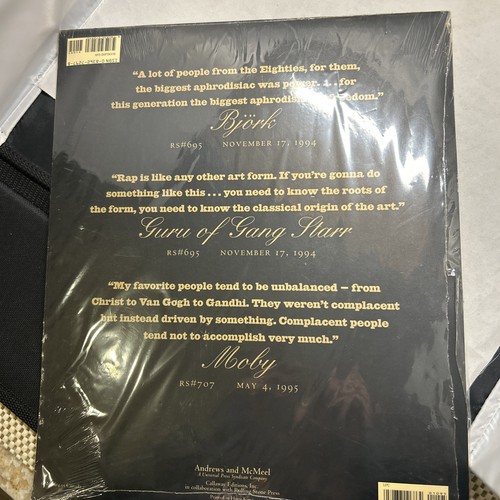 “A lot of people from the Eighties, for them,
the biggest aphrodisiac was power. . . for
this generation the biggest aphrodisiac is freedom.”
Björk
RS#695 NOVEMBER 17, 1994
“Rap is like any other art form. If you're gonna do
something like this . . . you need to know the roots of
the form, you need to know the classical origin of the art.”
Guru of Gang Starr
RS#695 NOVEMBER 17, 1994
“My favorite people tend to be unbalanced – from
Christ to Van Gogh to Gandhi. They weren't complacent
but instead driven by something. Complacent people
tend not to accomplish very much.”
Moby
RS#707 MAY 4, 1995
Andrews and McMeel
A Universal Press Syndicate Company
Callaway Editions, Inc.
in collaboration with Rolling Stone Press